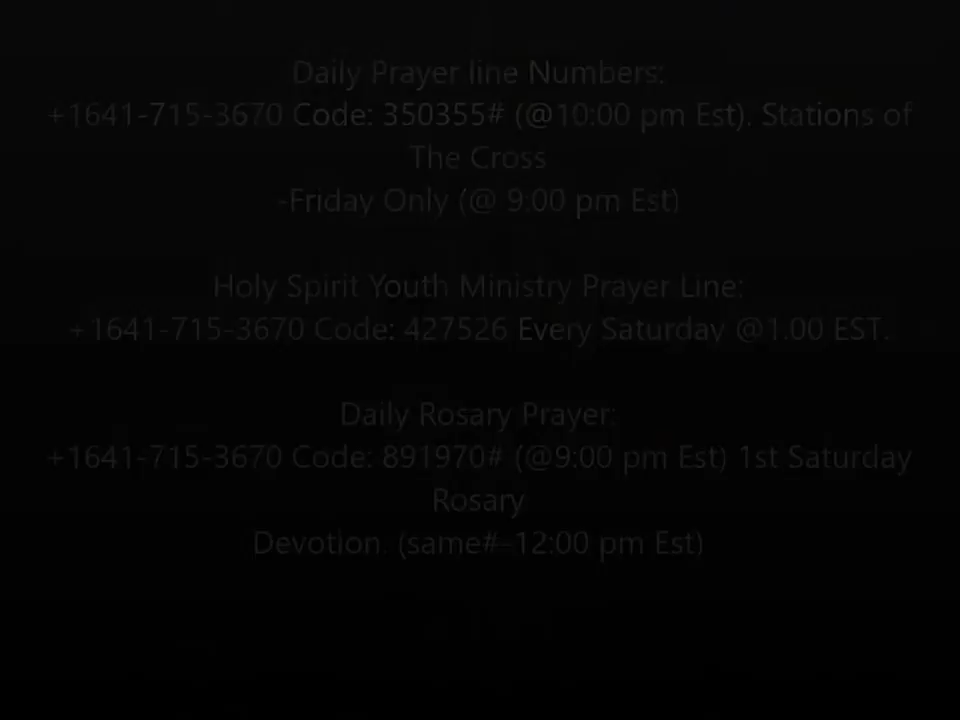 Daily Prayer line Numbers:
+1641-715-3670 Code: 350355# (@10:00 pm Est). Stations of
The Cross
-Friday Only (@ 9:00 pm Est)
Holy Spirit Youth Ministry Prayer Line:
+1641-715-3670 Code: 427526 Every Saturday @1.00 EST.
Daily Rosary Prayer:
+1641-715-3670 Code: 891970# (@9:00 pm Est) 1st Saturday
Rosary
Devotion. (same#-12:00 pm Est)